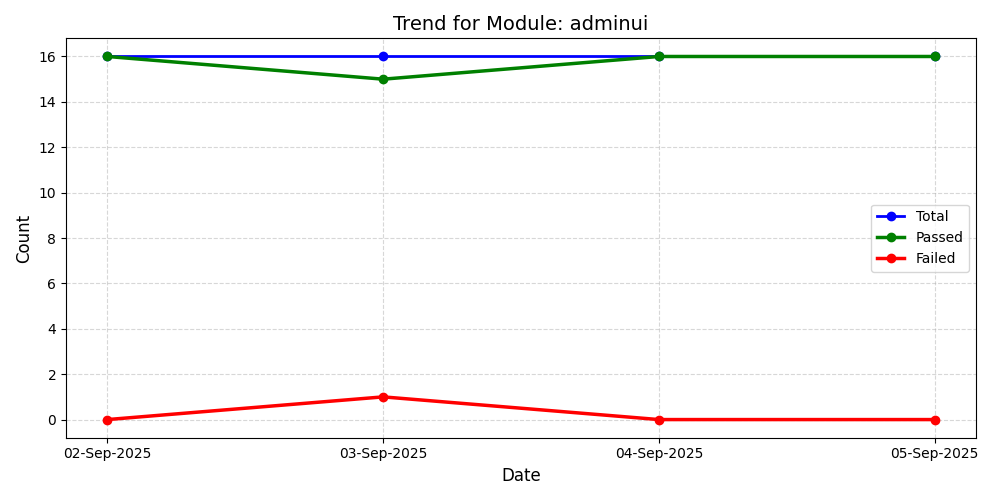 Trend for Module: adminui
Count
16
14
12
10
8
6
4
2
0
Total
Passed
Failed
02-Sep-2025
03-Sep-2025
04-Sep-2025
05-Sep-2025
Date